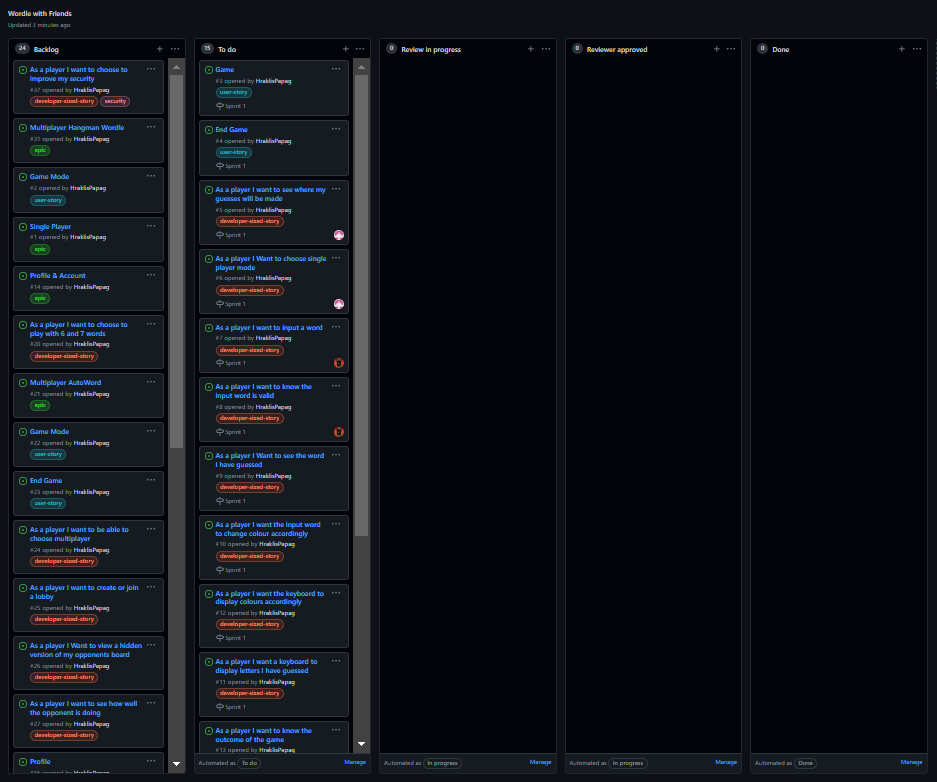 Wordle with Friends
Updated 3 minutes ago
24 Backlog
As a player I want to choose to
improve my security
#37 opened by HraklisPapag
developer-sized-story security
Multiplayer Hangman Wordle
#31 opened by HraklisPapag
epic
Game Mode
#2 opened by HraklisPapag
user-story
Single Player
#1 opened by HraklisPapag
epic
Profile & Account
#14 opened by HraklisPapag
epic
As a player I want to choose to
play with 6 and 7 words
#20 opened by HraklisPapag
developer-sized-story
Multiplayer AutoWord
#21 opened by HraklisPapag
epic
Game Mode
#22 opened by HraklisPapag
user-story
End Game
#23 opened by HraklisPapag
user-story
As a player I want to be able to
choose multiplayer
#24 opened by HraklisPapag
developer-sized-story
As a player I want to create or join
a lobby
#25 opened by HraklisPapag
developer-sized-story
As a player I Want to view a hidden
version of my opponents board
#26 opened by HraklisPapag
developer-sized-story
As a player I want to see how well
the opponent is doing
#27 opened by HraklisPapag
developer-sized-story
Profile
opened by HraklisPapag
15 To do
Game
#3 opened by HraklisPapag
user-story
Sprint 1
End Game
#4 opened by HraklisPapag
user-story
Sprint 1
As a player I want to see where my
guesses will be made
#5 opened by HraklisPapag
developer-sized-story
Sprint 1
As a player I Want to choose single
player mode
#6 opened by HraklisPapag
developer-sized-story
Sprint 1
As a player I want to input a word
#7 opened by HraklisPapag
developer-sized-story
Sprint 1
As a player I want to know the
input word is valid
#8 opened by HraklisPapag
developer-sized-story
Sprint 1
As a player I Want to see the word
I have guessed
#9 opened by HraklisPapag
developer-sized-story
Sprint 1
As a player I want the input word
to change colour accordingly
#10 opened by HraklisPapag
developer-sized-story
Sprint 1
As a player I want the keyboard to
display colours accordingly
#12 opened by HraklisPapag
developer-sized-story
Sprint 1
As a player I want a keyboard to
display letters I have guessed
#11 opened by HraklisPapag
developer-sized-story
Sprint 1
As a player I want to know the
outcome of the game
#13 opened by HraklisPapag
Automated as To do Manage
0 Review in progress
Automated as In progress Manage
0 Reviewer approved
Automated as In progress Manage
0 Done
Automated as Done Manage